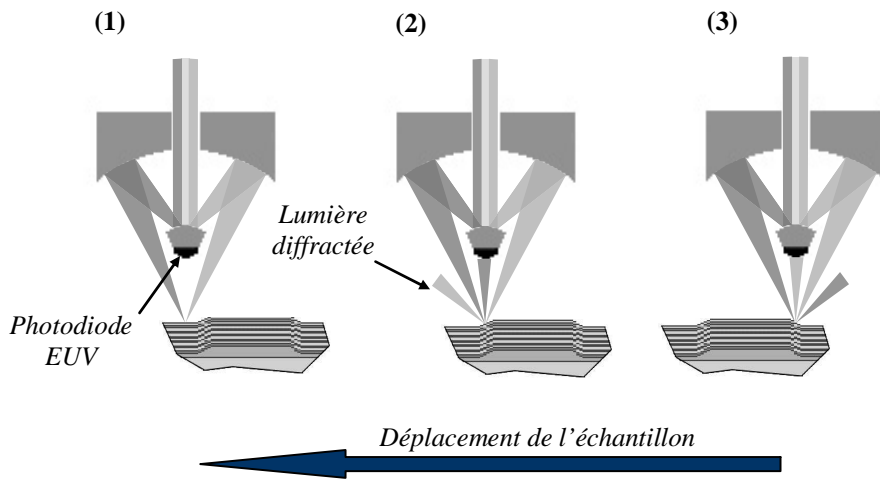 (1)
(2)
(3)
Lumière
diffractée
Photodiode
EUV
Déplacement de l’échantillon